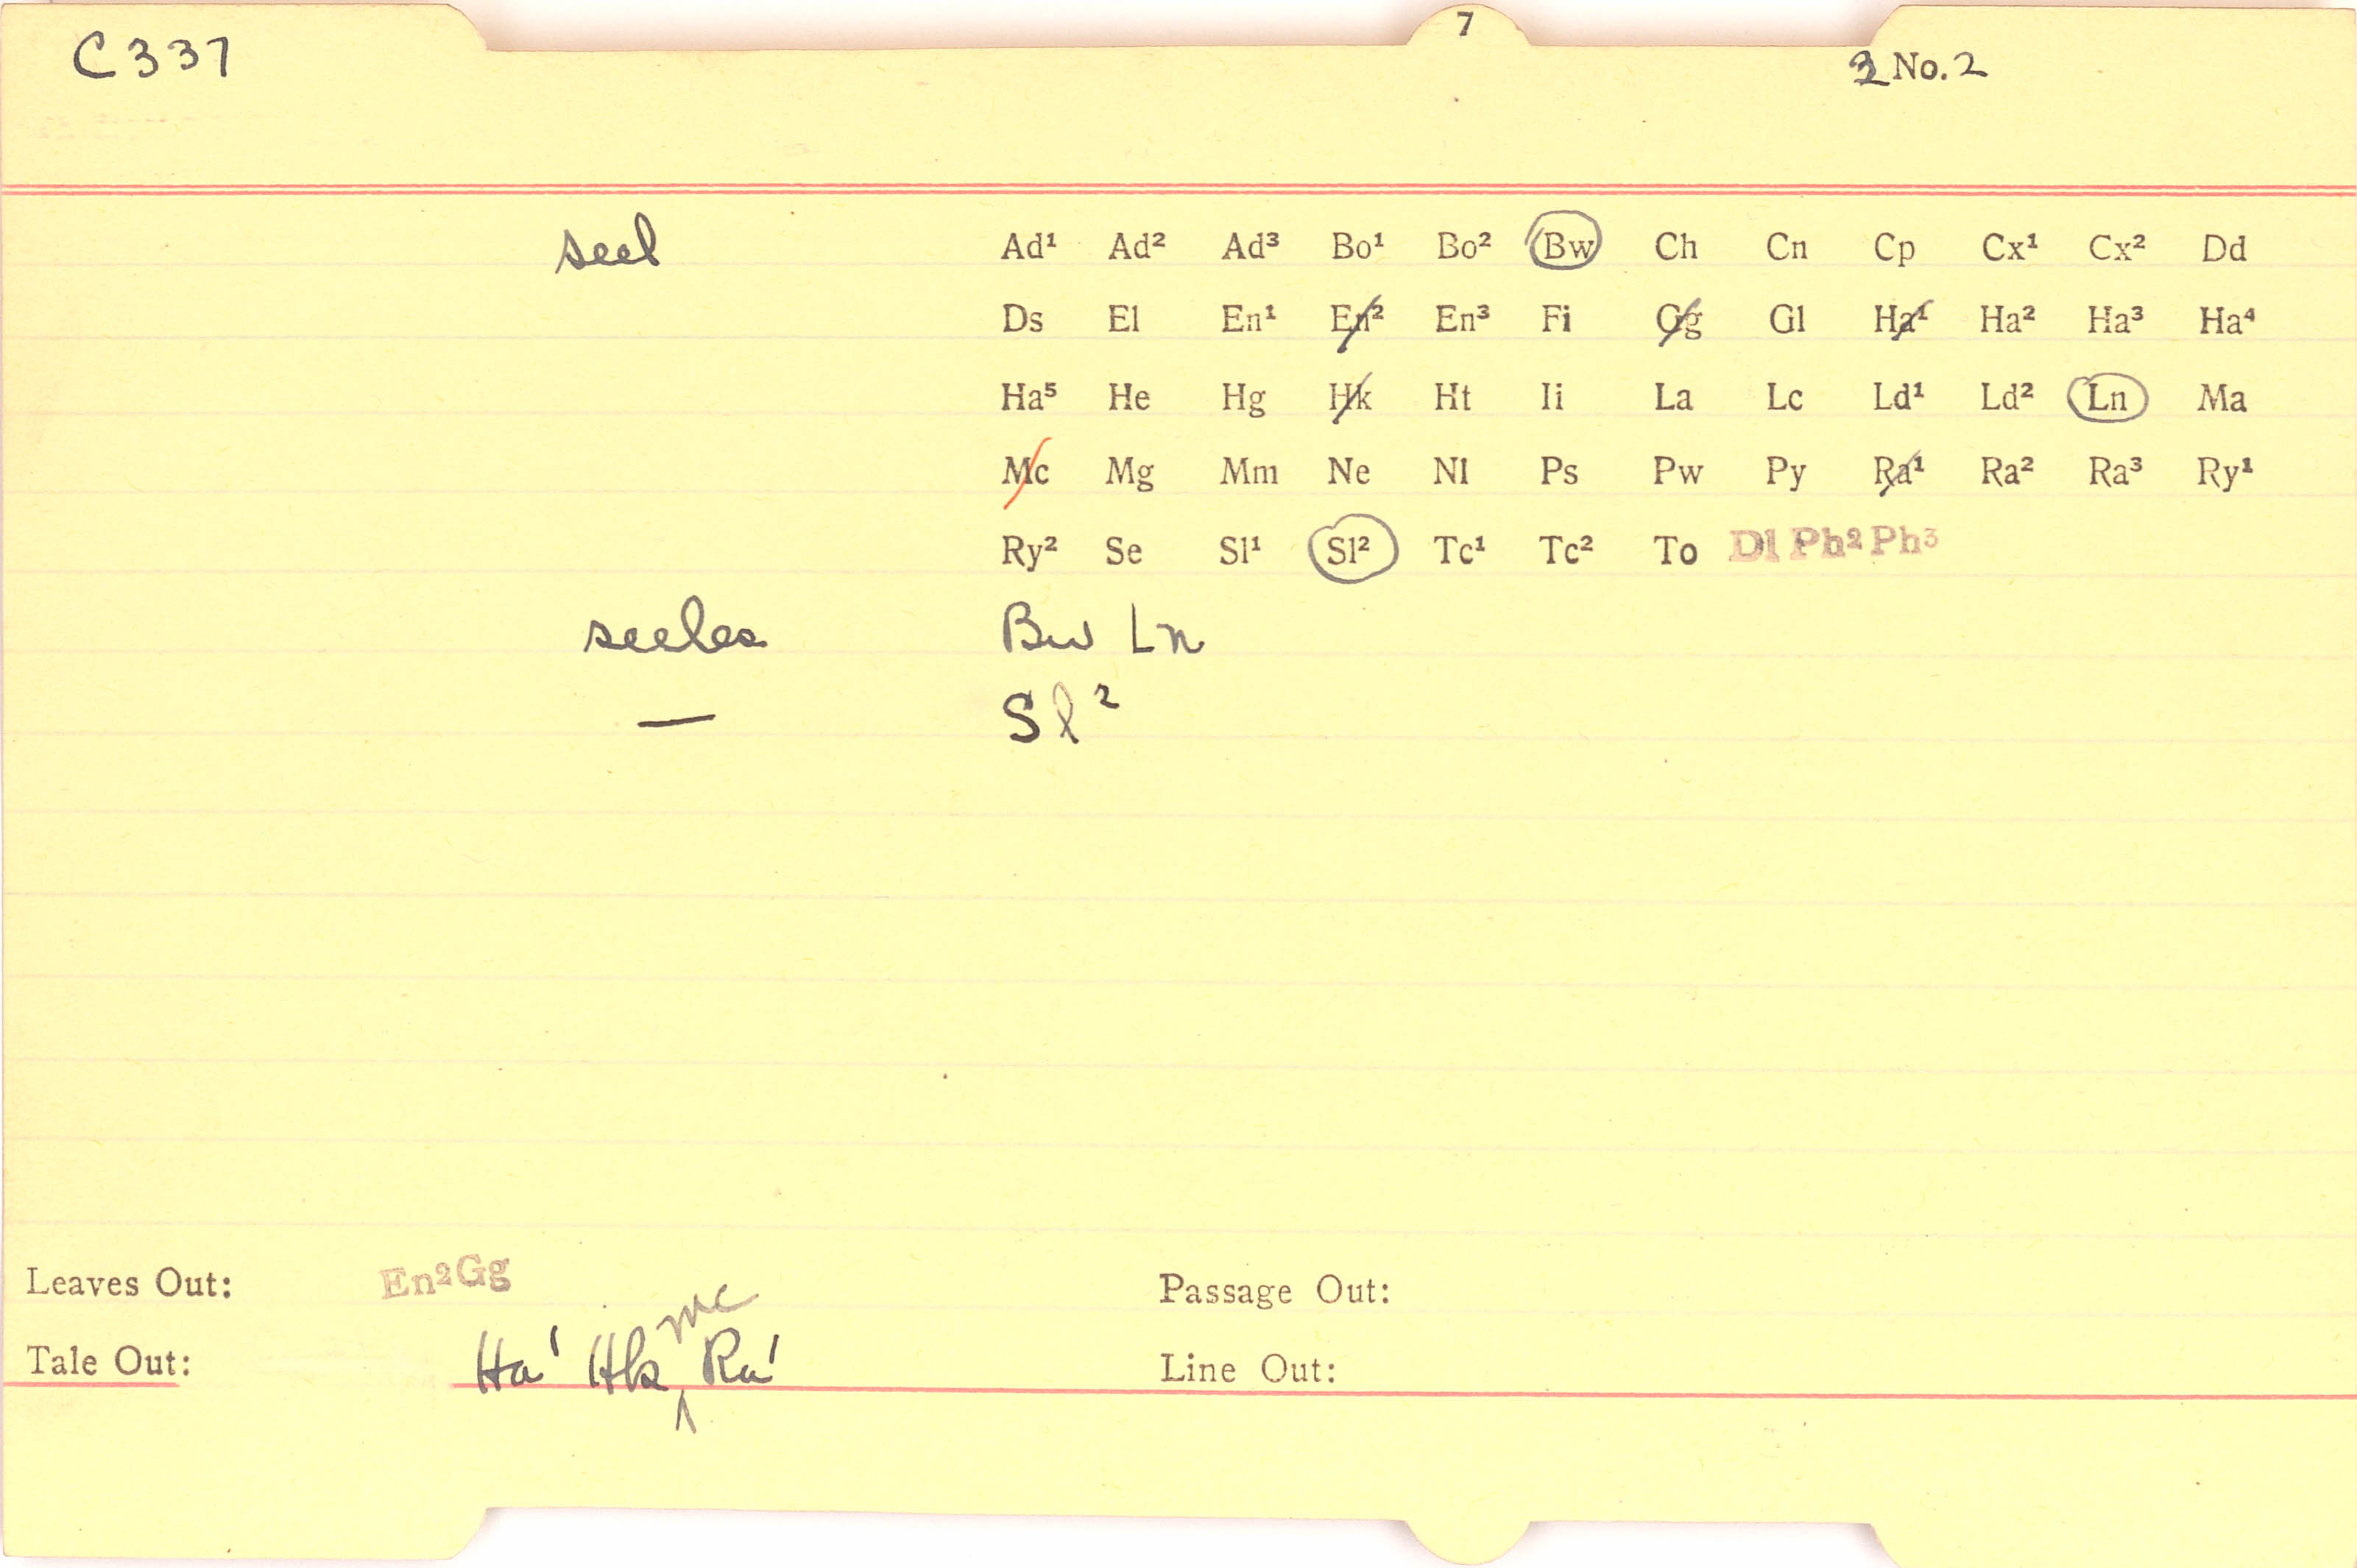 7
C 337
2 No. 2
seel Ad¹ Ad² Ad³ Bo¹ Bo² Bw Ch Cn Cp Cx¹ Cx² Dd
Ds El En¹ En² En³ Fi Gg Gl Ha¹ Ha² Ha³ Ha⁴
Ha⁵ He Hg Hk Ht Ii La Lc Ld¹ Ld² Ln Ma
Mc Mg Mm Ne Nl Ps Pw Py Ra¹ Ra² Ra³ Ry¹
Ry² Se Sl¹ Sl² Tc¹ Tc² To Dl Ph² Ph³
seeles Bw Ln
— Sl²
Leaves Out: En² Gg Passage Out:
Mc
Tale Out: Ha¹ Hk ^ Ra¹ Line Out: